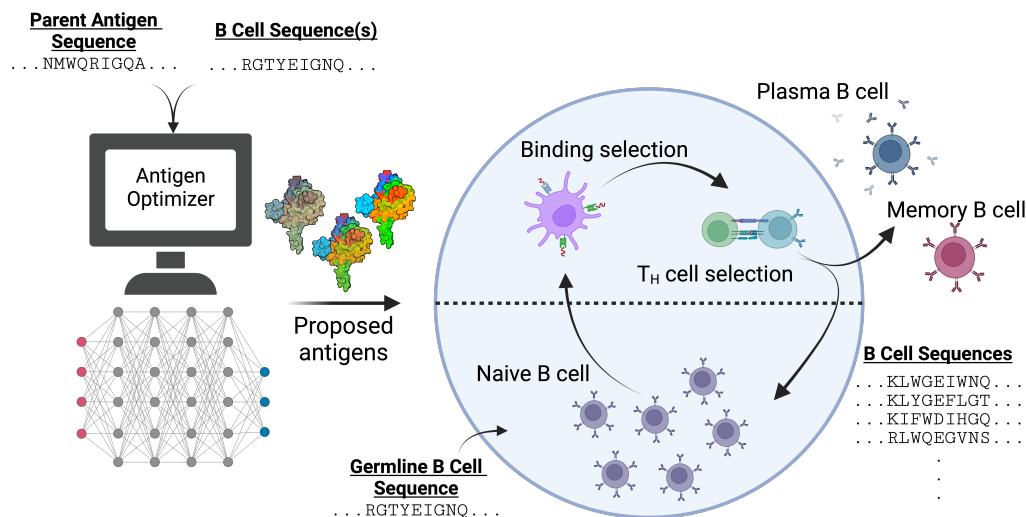 Parent Antigen
Sequence
...NMWQRIGQA...
B Cell Sequence(s)
...RGTYEIGNQ...
Antigen
Optimizer
Proposed
antigens
Binding selection
TH cell selection
Plasma B cell
Memory B cell
Naive B cell
Germline B Cell
Sequence
...RGTYEIGNQ...
B Cell Sequences
...KLWGEIWNQ...
...KLYGEFLGT...
...KIFWDIHGQ...
...RLWQEGVNS...
.
.
.